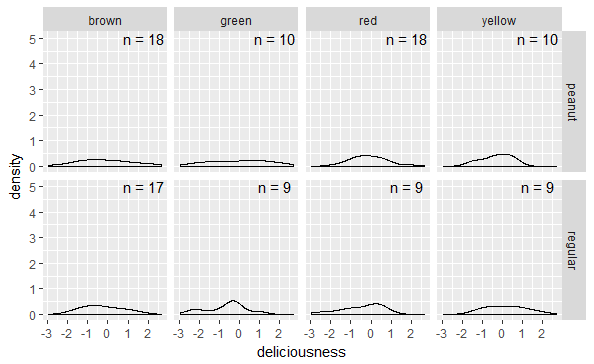 brown green red yellow
5 n = 18 n = 10 n = 18 n = 10
4
3
2
1
0
peanut
density
5 n = 17 n = 9 n = 9 n = 9
4
3
2
1
0
regular
-3 -2 -1 0 1 2 -3 -2 -1 0 1 2 -3 -2 -1 0 1 2 -3 -2 -1 0 1 2
deliciousness